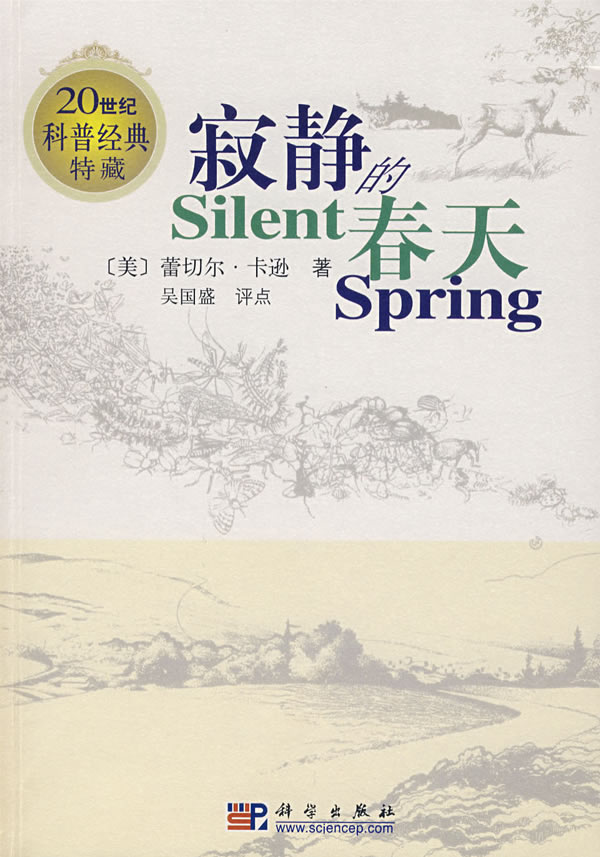 20世纪
科普经典
特藏
寂静的
Silent
春天
Spring
〔美〕蕾切尔·卡逊 著
吴国盛 评点
科学出版社
www.sciencep.com